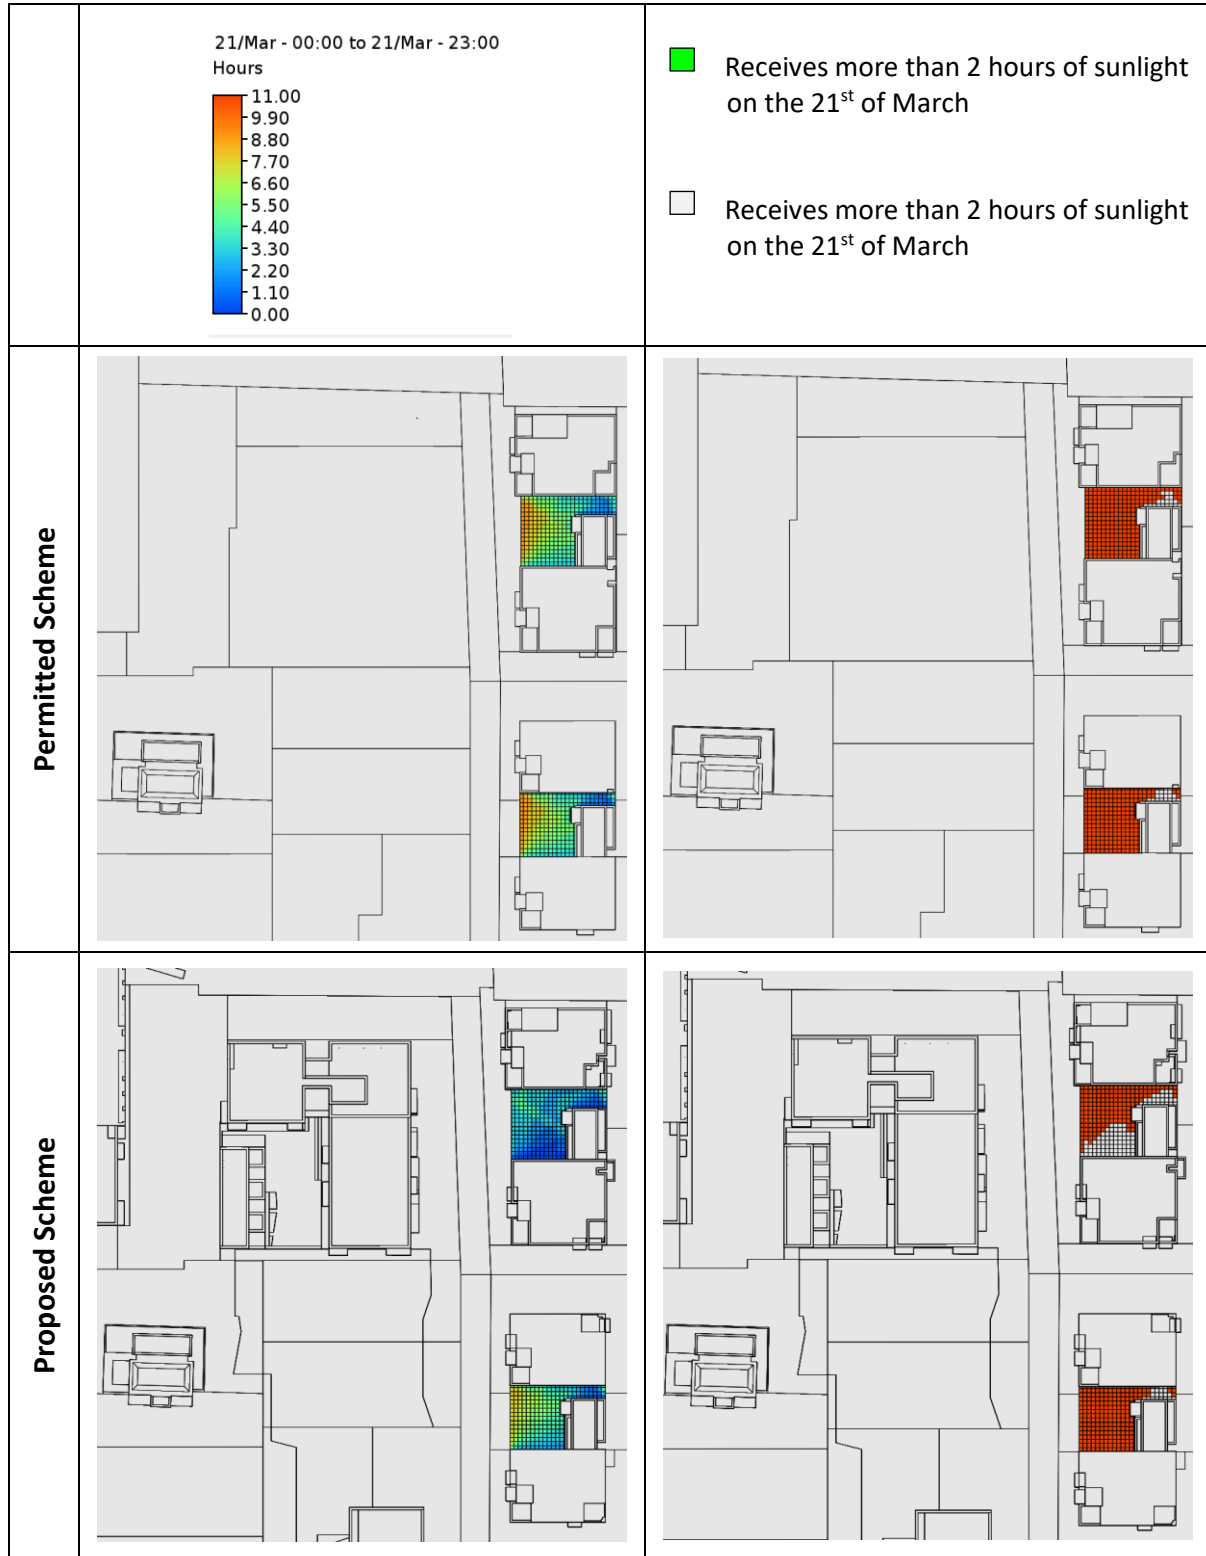 21/Mar - 00:00 to 21/Mar - 23:00
Hours
11.00
9.90
8.80
7.70
6.60
5.50
4.40
3.30
2.20
1.10
0.00
Receives more than 2 hours of sunlight
on the 21st of March
Receives more than 2 hours of sunlight
on the 21st of March
Permitted Scheme
Proposed Scheme